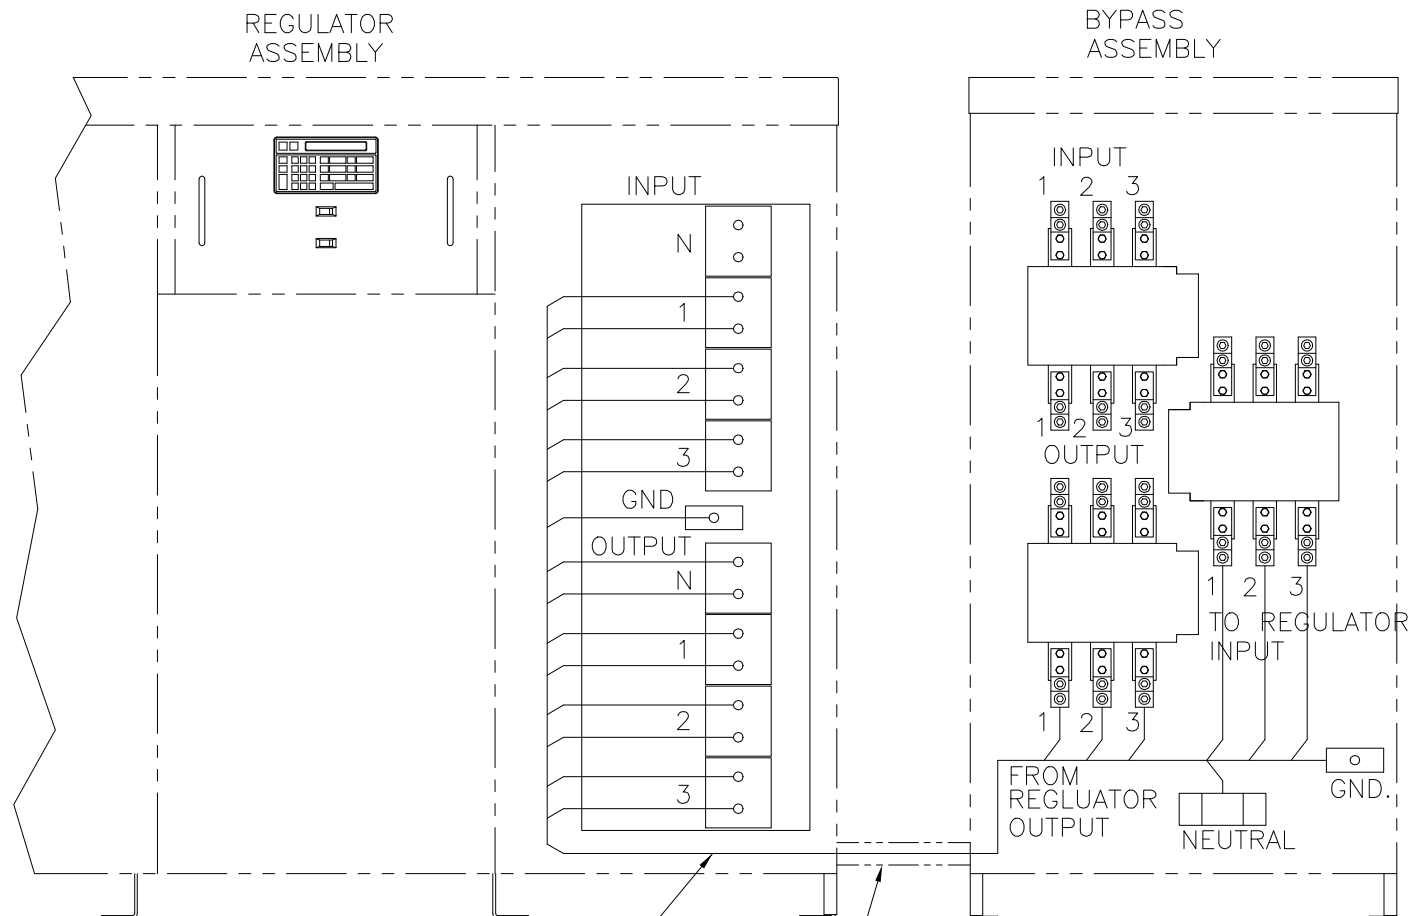 REGULATOR
ASSEMBLY
INPUT
N
1
2
3
GND
OUTPUT
N
1
2
3
BYPASS
ASSEMBLY
INPUT
1 2 3
1 2 3
OUTPUT
1 2 3
TO REGULATOR
INPUT
1 2 3
FROM
REGLUATOR
OUTPUT
GND.
NEUTRAL